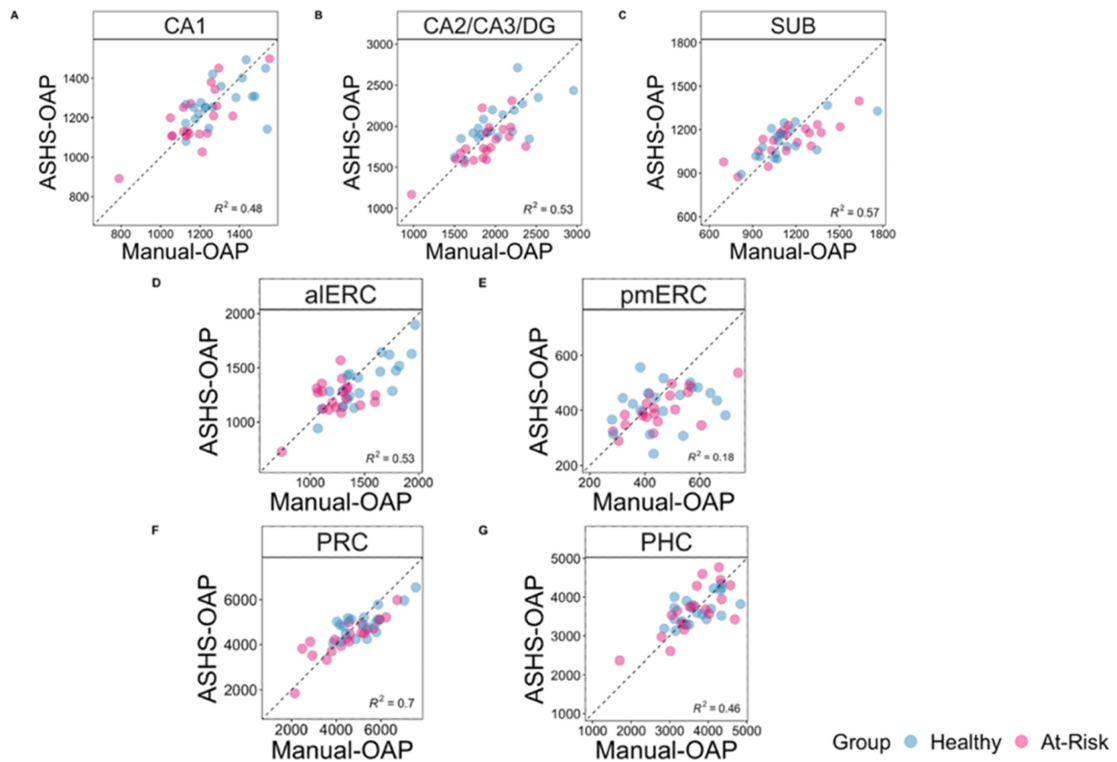 A
CA1
ASHS-OAP
1400
1200
1000
800
R² = 0.48
800 1000 1200 1400
Manual-OAP
B
CA2/CA3/DG
ASHS-OAP
3000
2500
2000
1500
1000
R² = 0.53
1000 1500 2000 2500 3000
Manual-OAP
C
SUB
ASHS-OAP
1800
1500
1200
900
600
R² = 0.57
600 900 1200 1500 1800
Manual-OAP
D
alERC
ASHS-OAP
2000
1500
1000
R² = 0.53
1000 1500 2000
Manual-OAP
E
pmERC
ASHS-OAP
600
400
200
R² = 0.18
200 400 600
Manual-OAP
F
PRC
ASHS-OAP
6000
4000
2000
R² = 0.7
2000 4000 6000
Manual-OAP
G
PHC
ASHS-OAP
5000
4000
3000
2000
1000
R² = 0.46
1000 2000 3000 4000 5000
Manual-OAP
Group Healthy At-Risk